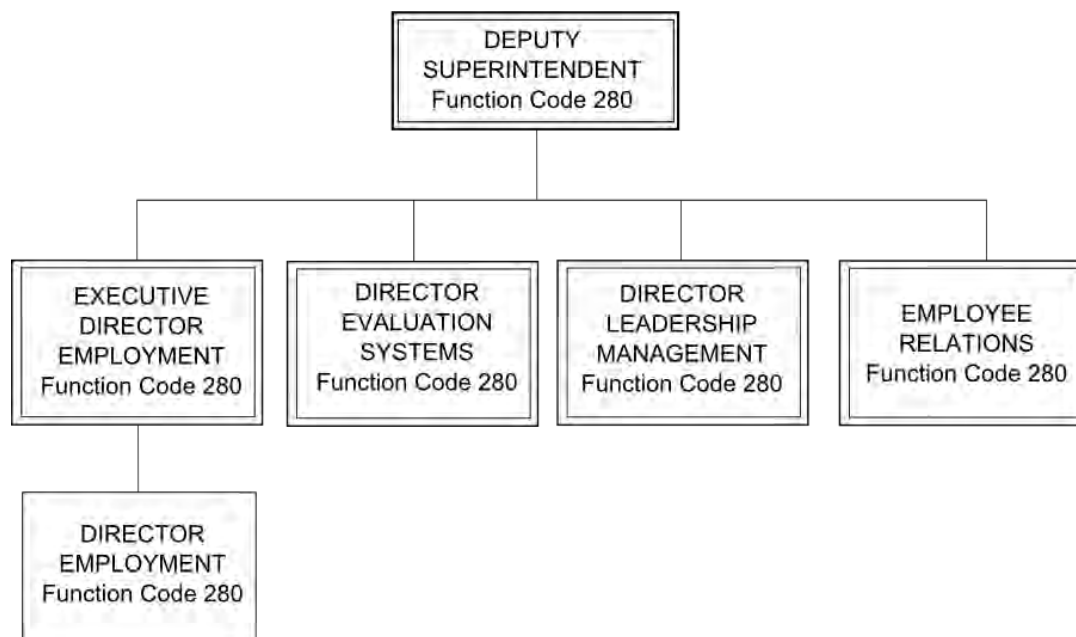 DEPUTY
SUPERINTENDENT
Function Code 280
EXECUTIVE
DIRECTOR
EMPLOYMENT
Function Code 280
DIRECTOR
EVALUATION
SYSTEMS
Function Code 280
DIRECTOR
LEADERSHIP
MANAGEMENT
Function Code 280
EMPLOYEE
RELATIONS
Function Code 280
DIRECTOR
EMPLOYMENT
Function Code 280